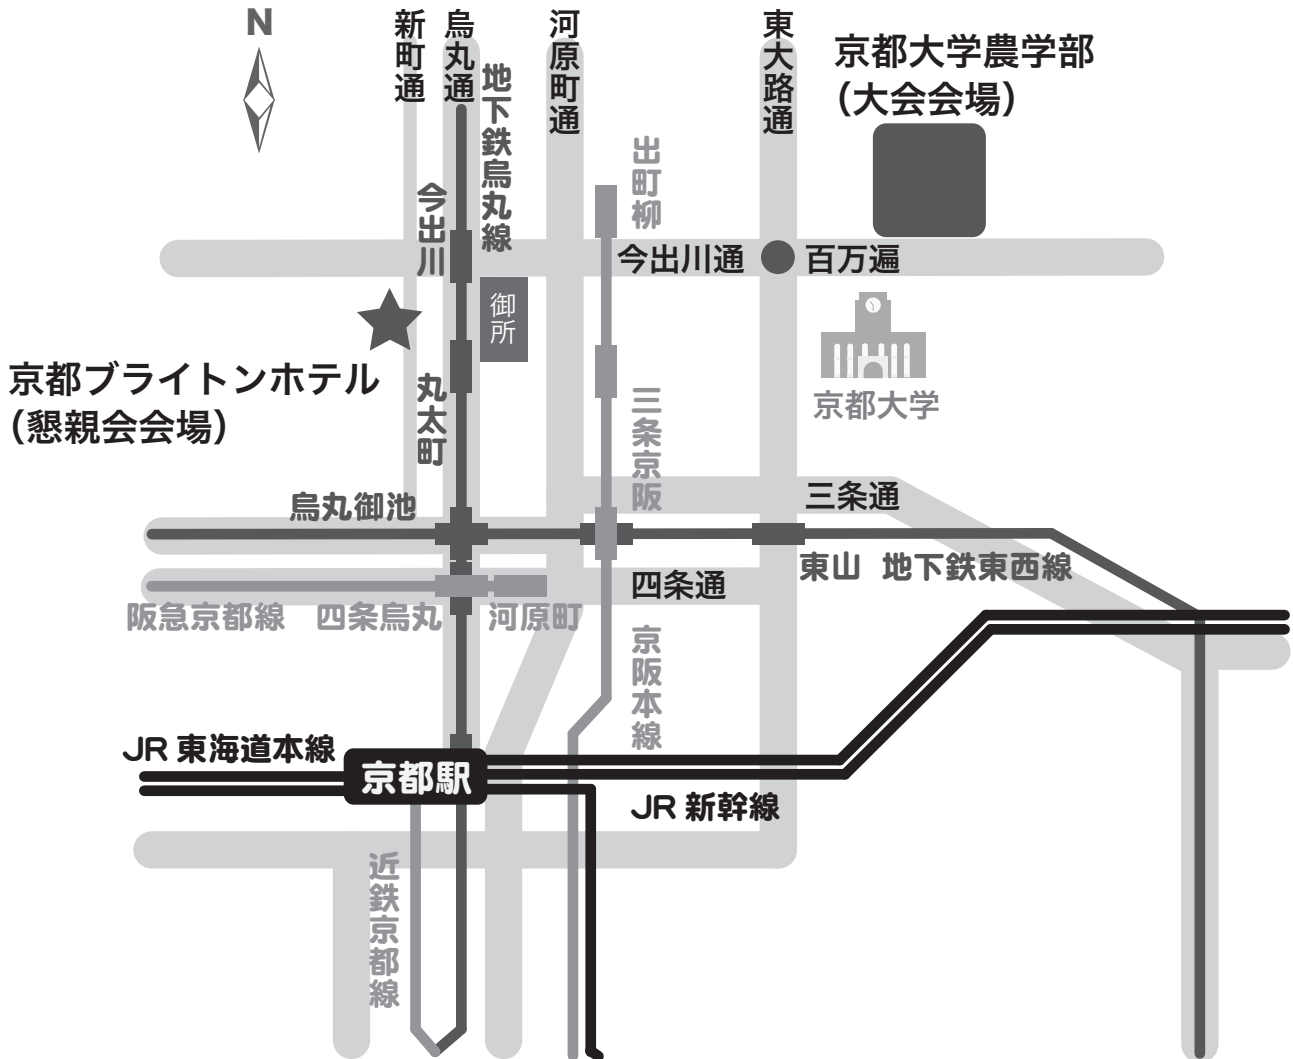 N
新町通
烏丸通
地下鉄烏丸線
河原町通
東大路通
京都大学農学部
（大会会場）
出町柳
今出川
今出川通
百万遍
御所
京都ブライトンホテル
（懇親会会場）
丸太町
三条京阪
京都大学
烏丸御池
三条通
東山
地下鉄東西線
四条通
阪急京都線
四条烏丸
河原町
京阪本線
JR 東海道本線
京都駅
JR 新幹線
近鉄京都線